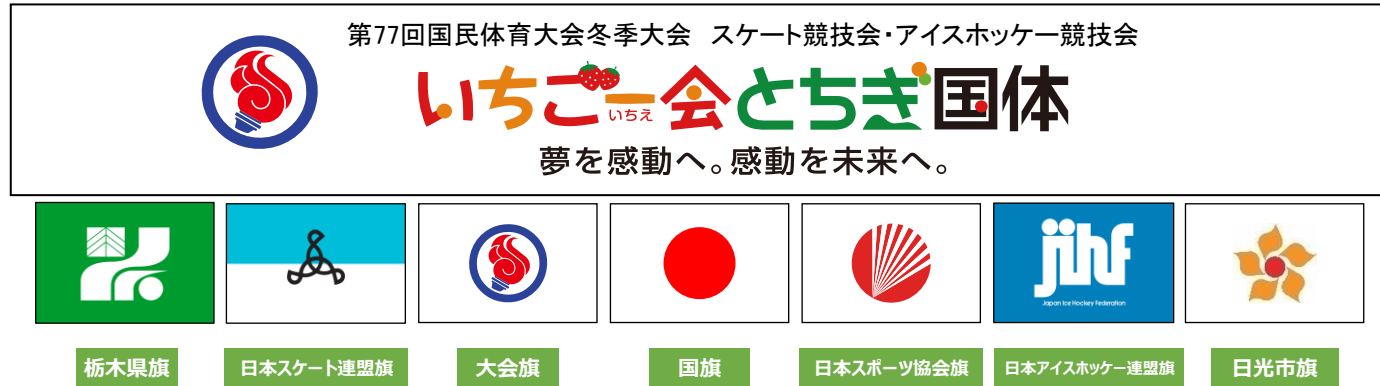 第77回国民体育大会冬季大会　スケート競技会・アイスホッケー競技会
いちご一会とちぎ国体
いちえ
夢を感動へ。感動を未来へ。
jihf
Japan Ice Hockey Federation
栃木県旗
日本スケート連盟旗
大会旗
国旗
日本スポーツ協会旗
日本アイスホッケー連盟旗
日光市旗